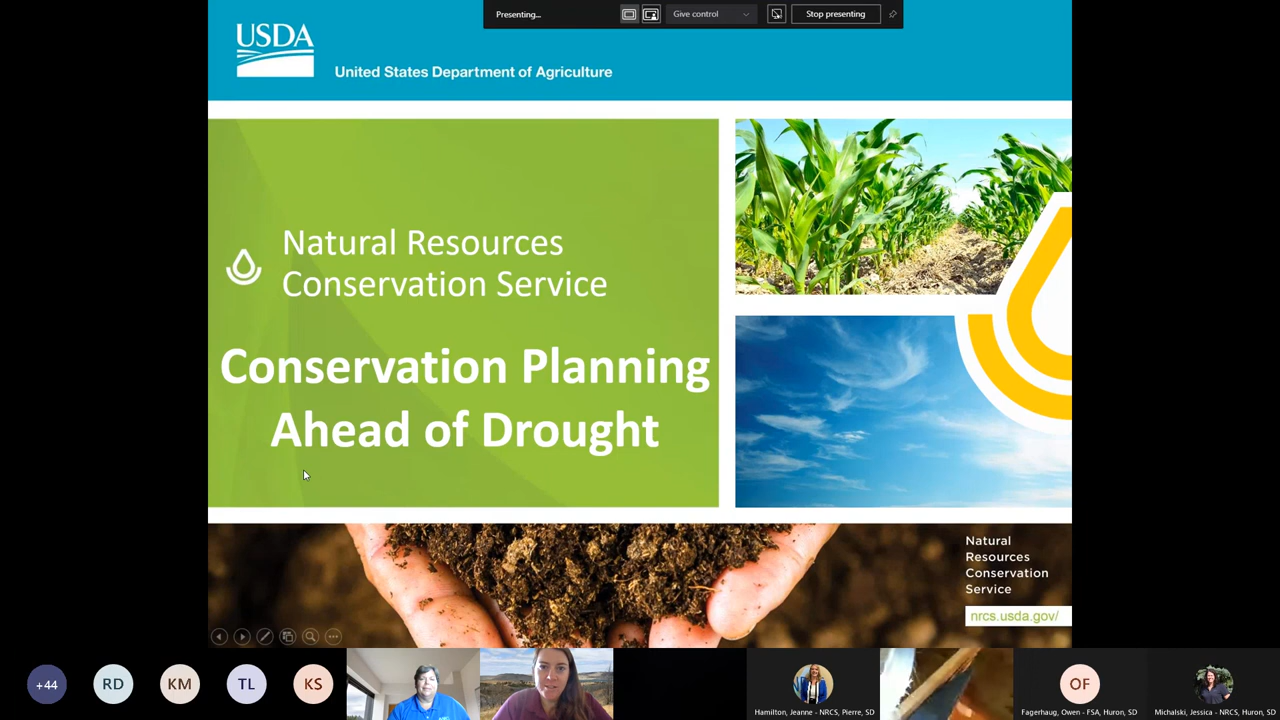 Presenting...
Give control
Stop presenting
USDA
United States Department of Agriculture
Natural Resources
Conservation Service
Conservation Planning
Ahead of Drought
Natural
Resources
Conservation
Service
nrcs.usda.gov/
+44
RD
KM
TL
KS
Hamilton, Jeanne - NRCS, Pierre, SD
OF
Fagerhaug, Owen - FSA, Huron, SD
Michalski, Jessica - NRCS, Huron, SD